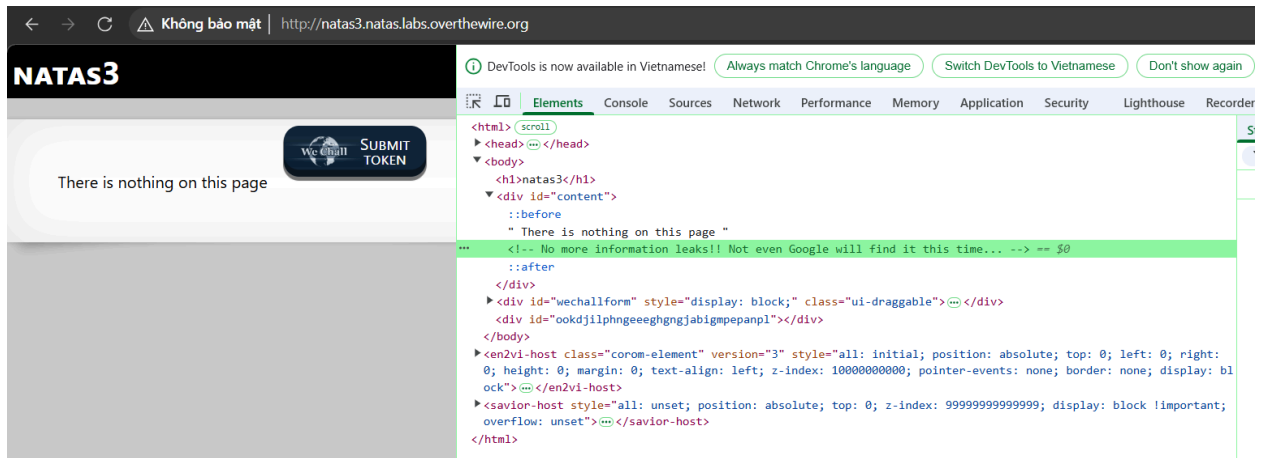 Không bảo mật | http://natas3.natas.labs.overthewire.org
NATAS3
SUBMIT
TOKEN
We Chall
There is nothing on this page
DevTools is now available in Vietnamese! Always match Chrome's language Switch DevTools to Vietnamese Don't show again
Elements Console Sources Network Performance Memory Application Security Lighthouse Recorder
<html> scroll
<head> … </head>
<body>
<h1>natas3</h1>
<div id="content">
::before
" There is nothing on this page "
<!-- No more information leaks!! Not even Google will find it this time... --> == $0
::after
</div>
<div id="wechallform" style="display: block;" class="ui-draggable"> … </div>
<div id="ookdjilphngeeeghgngjabigmpepanpl"></div>
</body>
<en2vi-host class="corom-element" version="3" style="all: initial; position: absolute; top: 0; left: 0; right:
0; height: 0; margin: 0; text-align: left; z-index: 10000000000; pointer-events: none; border: none; display: bl
ock"> … </en2vi-host>
<savior-host style="all: unset; position: absolute; top: 0; z-index: 99999999999999; display: block !important;
overflow: unset"> … </savior-host>
</html>